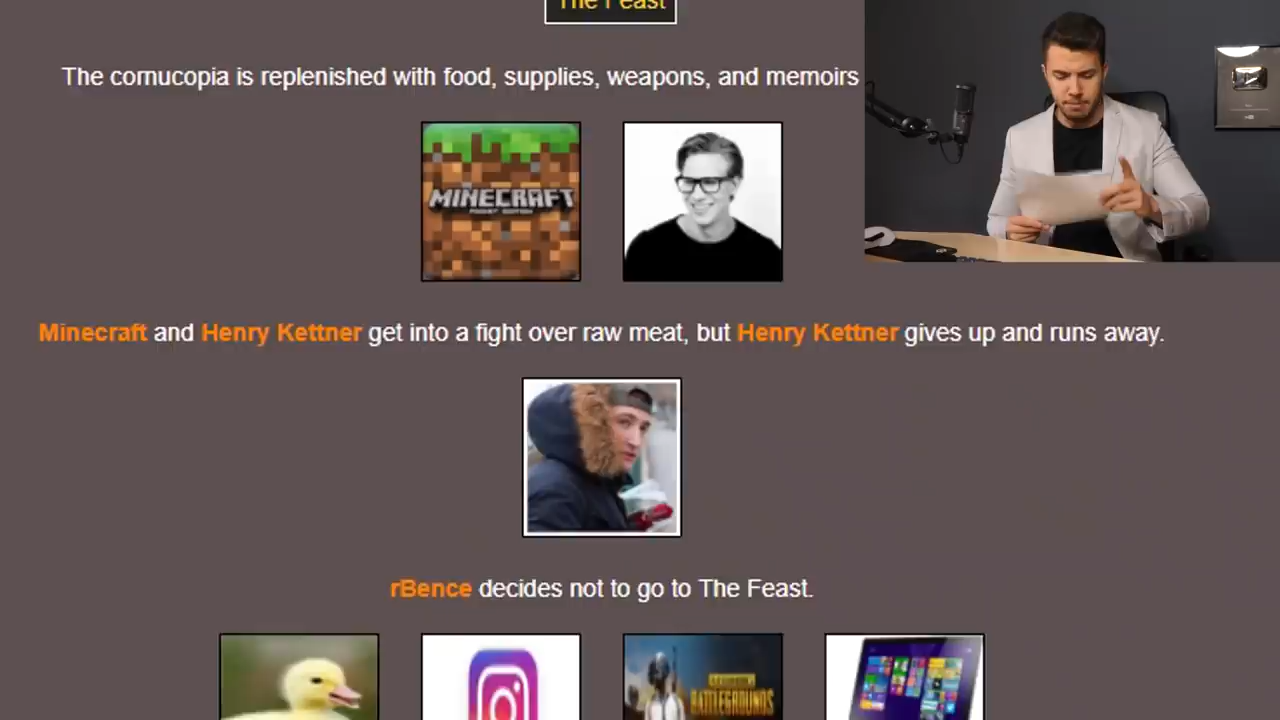 The Feast
The cornucopia is replenished with food, supplies, weapons, and memoirs
MINECRAFT
POCKET EDITION
Minecraft and Henry Kettner get into a fight over raw meat, but Henry Kettner gives up and runs away.
rBence decides not to go to The Feast.
BATTLEGROUNDS